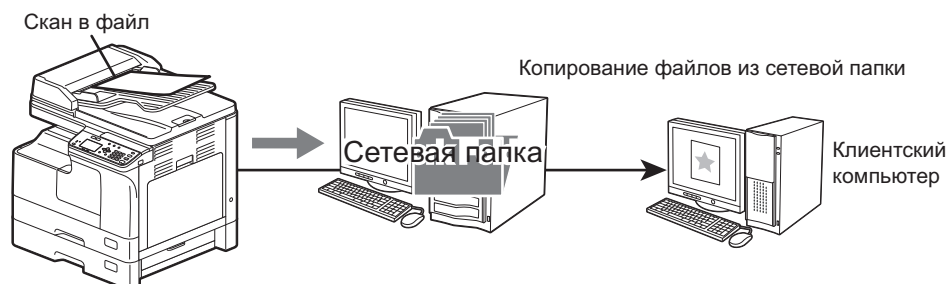 Скан в файл
Копирование файлов из сетевой папки
Сетевая папка
Клиентский
компьютер